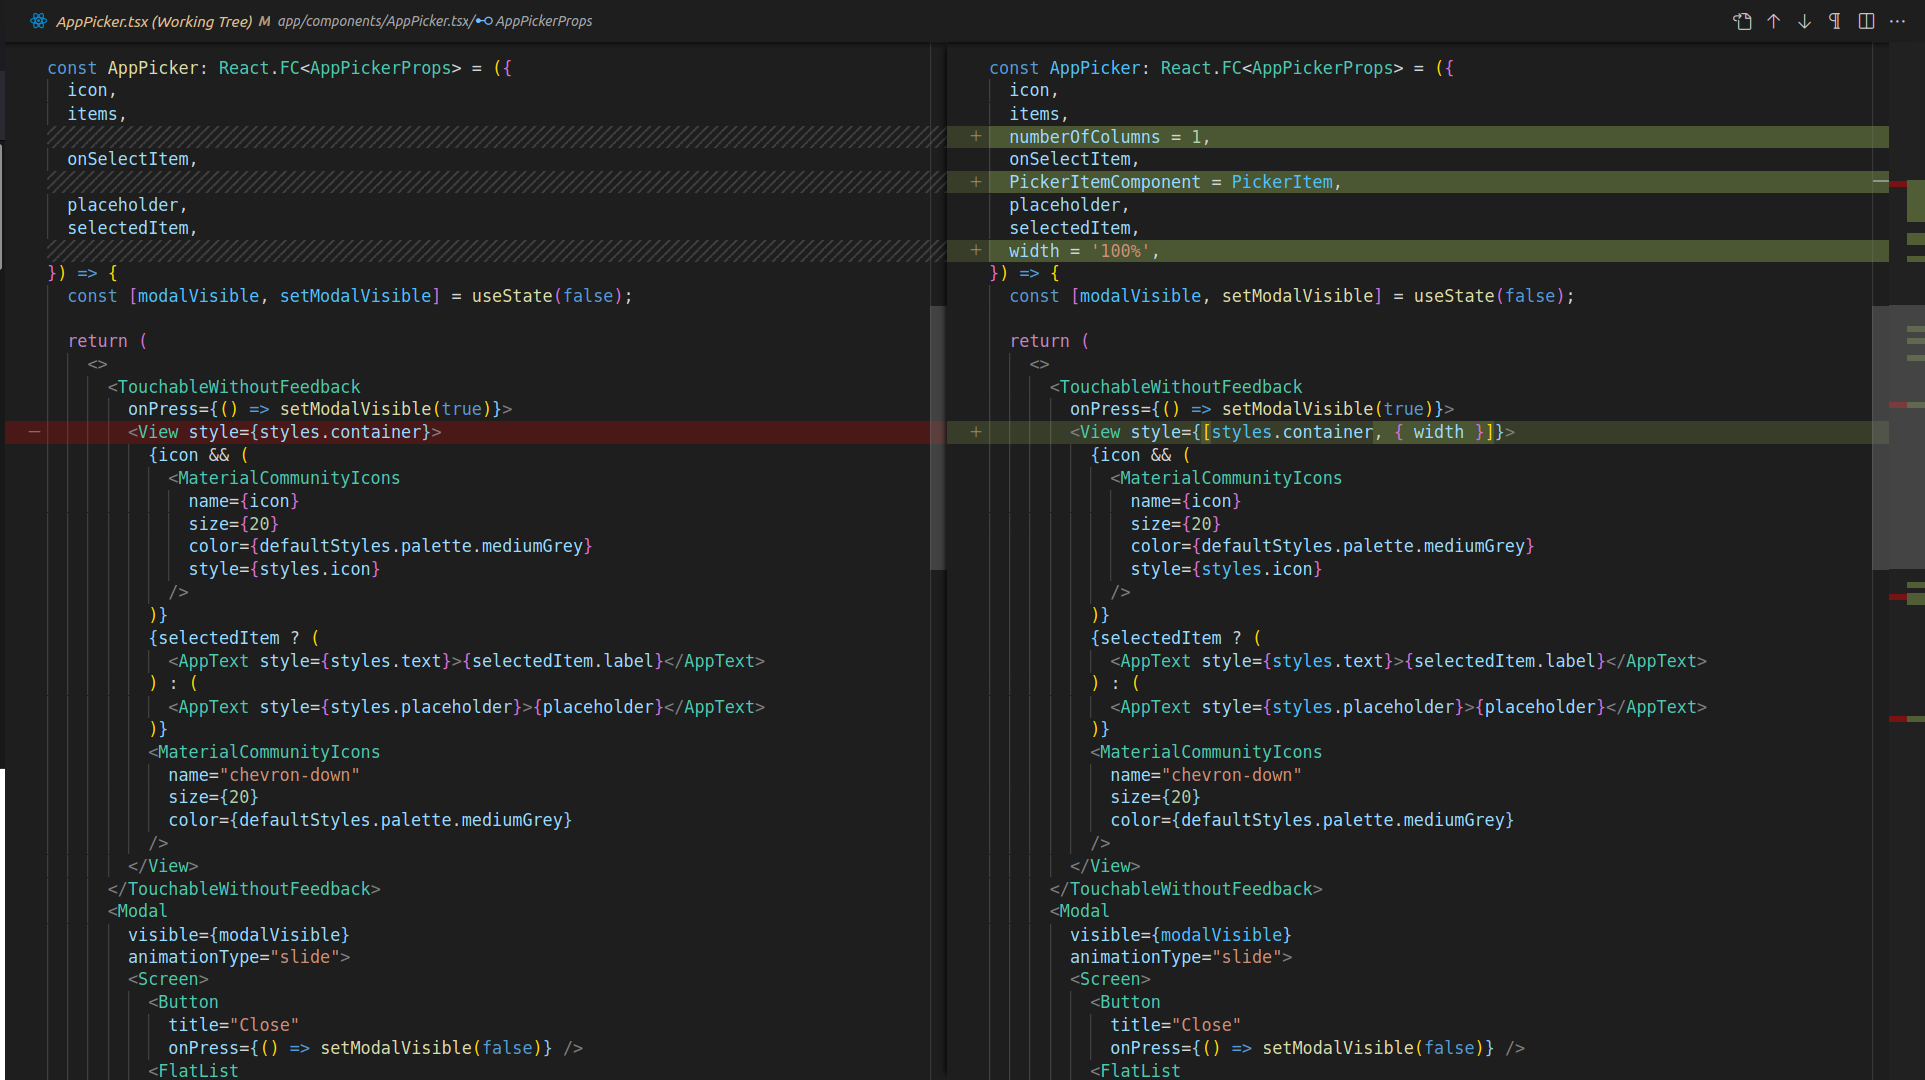 AppPicker.tsx (Working Tree) M app/components/AppPicker.tsx/ AppPickerProps
const AppPicker: React.FC<AppPickerProps> = ({
icon,
items,
onSelectItem,
placeholder,
selectedItem,
}) => {
const [modalVisible, setModalVisible] = useState(false);
return (
<>
<TouchableWithoutFeedback
onPress={() => setModalVisible(true)}>
<View style={styles.container}>
{icon && (
<MaterialCommunityIcons
name={icon}
size={20}
color={defaultStyles.palette.mediumGrey}
style={styles.icon}
/>
)}
{selectedItem ? (
<AppText style={styles.text}>{selectedItem.label}</AppText>
) : (
<AppText style={styles.placeholder}>{placeholder}</AppText>
)}
<MaterialCommunityIcons
name="chevron-down"
size={20}
color={defaultStyles.palette.mediumGrey}
/>
</View>
</TouchableWithoutFeedback>
<Modal
visible={modalVisible}
animationType="slide">
<Screen>
<Button
title="Close"
onPress={() => setModalVisible(false)} />
<FlatList
const AppPicker: React.FC<AppPickerProps> = ({
icon,
items,
numberOfColumns = 1,
onSelectItem,
PickerItemComponent = PickerItem,
placeholder,
selectedItem,
width = '100%',
}) => {
const [modalVisible, setModalVisible] = useState(false);
return (
<>
<TouchableWithoutFeedback
onPress={() => setModalVisible(true)}>
<View style={[styles.container, { width }]}>
{icon && (
<MaterialCommunityIcons
name={icon}
size={20}
color={defaultStyles.palette.mediumGrey}
style={styles.icon}
/>
)}
{selectedItem ? (
<AppText style={styles.text}>{selectedItem.label}</AppText>
) : (
<AppText style={styles.placeholder}>{placeholder}</AppText>
)}
<MaterialCommunityIcons
name="chevron-down"
size={20}
color={defaultStyles.palette.mediumGrey}
/>
</View>
</TouchableWithoutFeedback>
<Modal
visible={modalVisible}
animationType="slide">
<Screen>
<Button
title="Close"
onPress={() => setModalVisible(false)} />
<FlatList